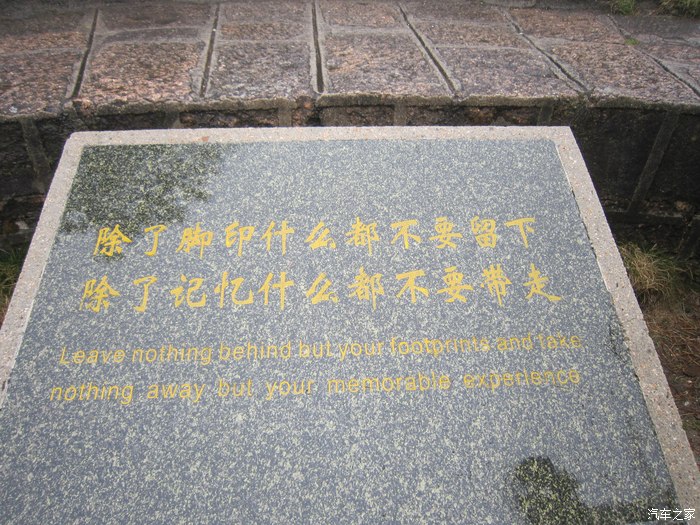 除了脚印什么都不要留下
除了记忆什么都不要带走
Leave nothing behind but your footprints and take
nothing away but your memorable experience
汽车之家